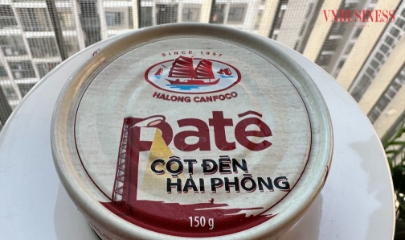 VNBUSINESS
SINCE 1957
HALONG CANFOCO
patê
CỘT ĐÈN
HẢI PHÒNG
150 g